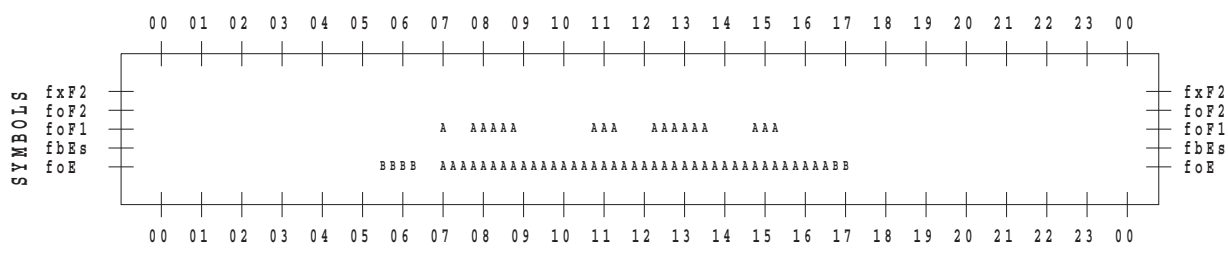 00 01 02 03 04 05 06 07 08 09 10 11 12 13 14 15 16 17 18 19 20 21 22 23 00
SYMBOLS
fxF2 fxF2
foF2 foF2
foF1 A AAAAA AAA AAAAAA AAA foF1
fbEs fbEs
foE BBBB AAAAAAAAAAAAAAAAAAAAAAAAAAAAAAAAAAAAAAABB foE
00 01 02 03 04 05 06 07 08 09 10 11 12 13 14 15 16 17 18 19 20 21 22 23 00